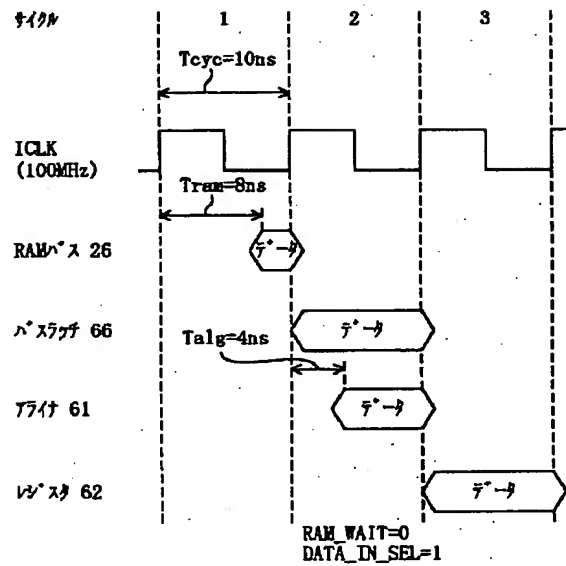 ｻｲｸﾙ 1 2 3
Tcyc=10ns
ICLK
(100MHz)
Tram=8ns
RAMﾊﾞｽ 26
ﾃﾞｰﾀ
ﾊﾞｽﾗｯﾁ 66
ﾃﾞｰﾀ
Talg=4ns
ｱﾗｲﾅ 61
ﾃﾞｰﾀ
ﾚｼﾞｽﾀ 62
ﾃﾞｰﾀ
RAM_WAIT=0
DATA_IN_SEL=1